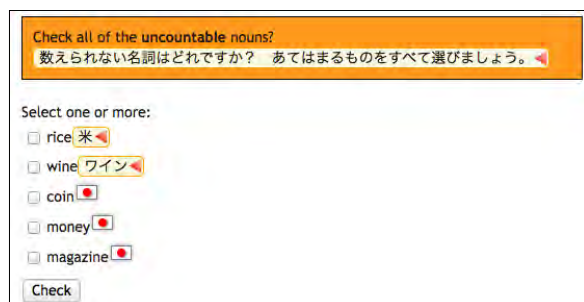 Check all of the uncountable nouns?
数えられない名詞はどれですか？　あてはまるものをすべて選びましょう。
Select one or more:
rice 米
wine ワイン
coin
money
magazine
Check